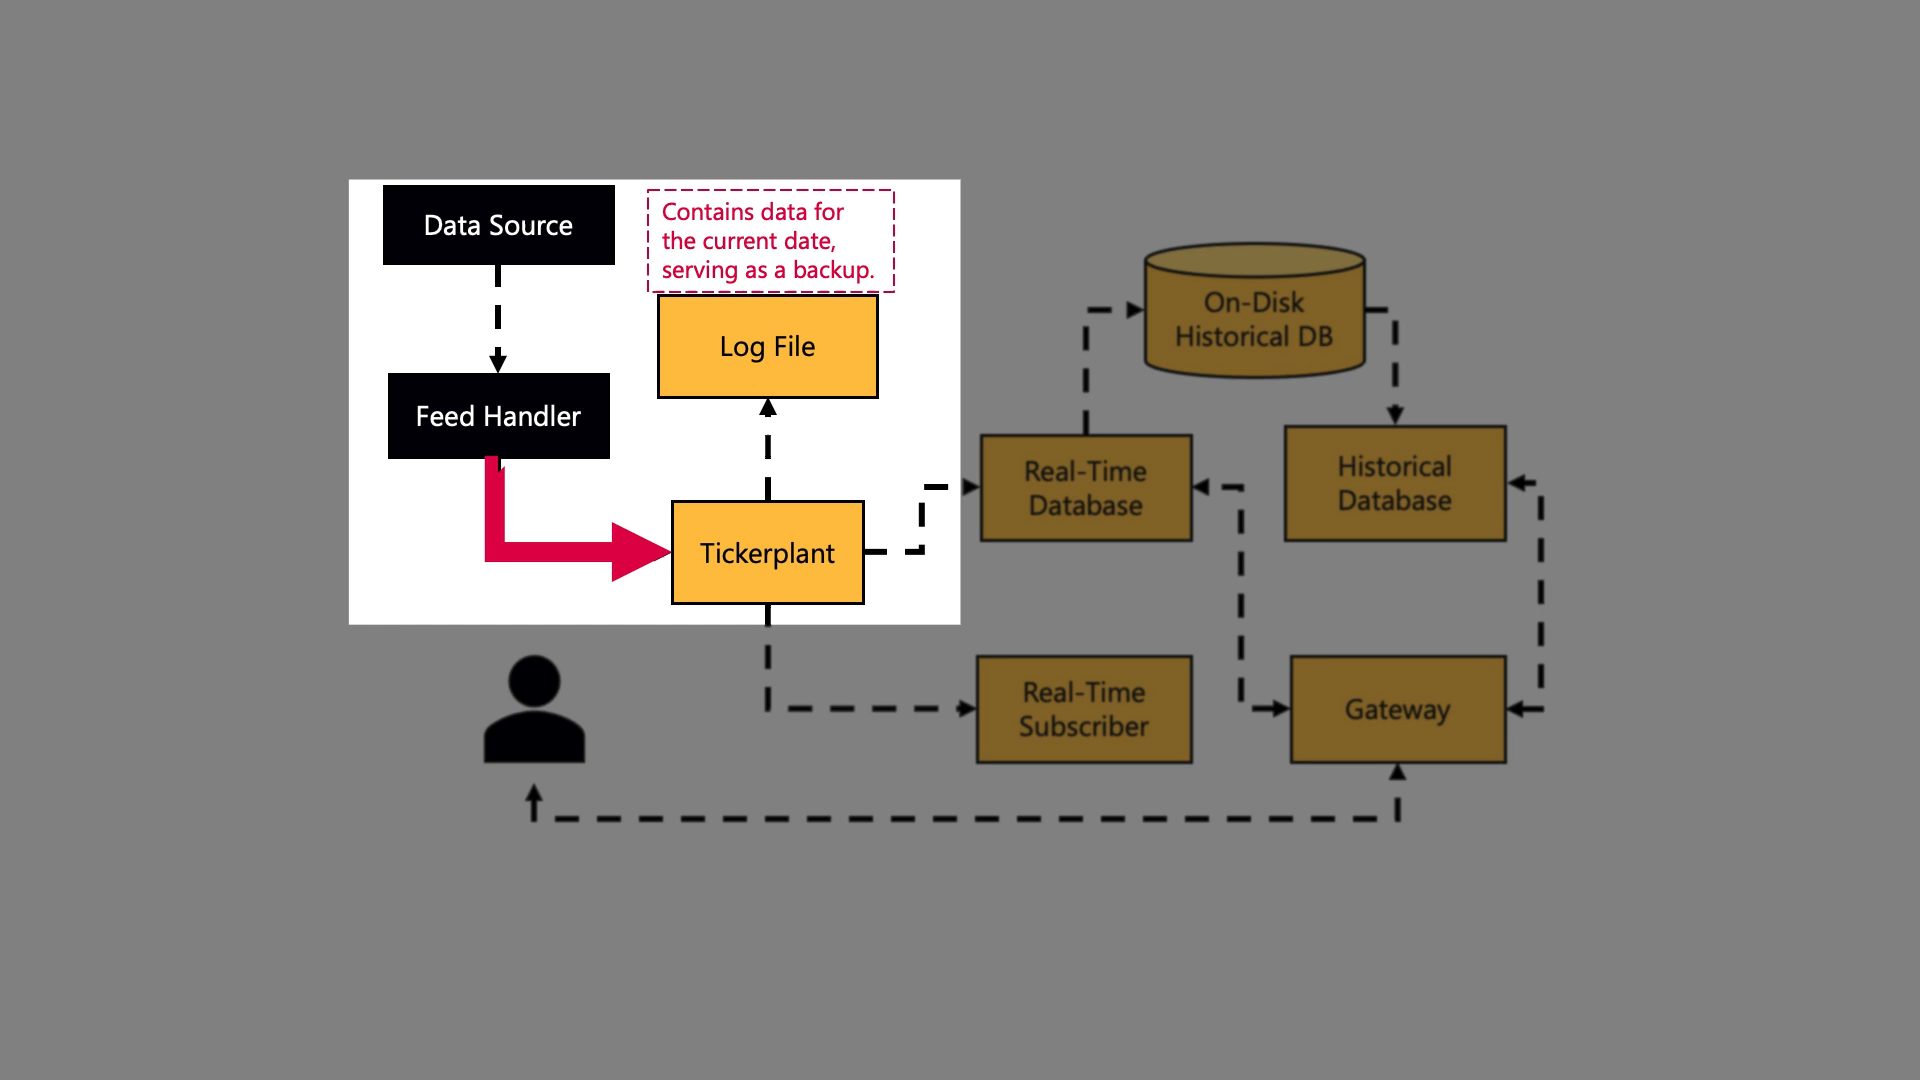 Data Source
Contains data for
the current date,
serving as a backup.
Feed Handler
Log File
Tickerplant
On-Disk
Historical DB
Real-Time
Database
Historical
Database
Real-Time
Subscriber
Gateway